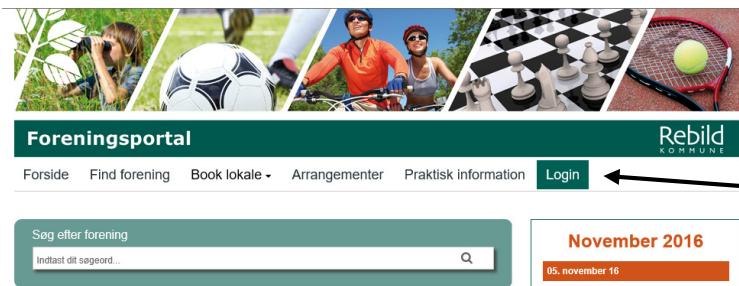 Foreningsportal
Rebild
KOMMUNE
Forside Find forening Book lokale Arrangementer Praktisk information Login
Søg efter forening
Indtast dit søgeord...
November 2016
05. november 16